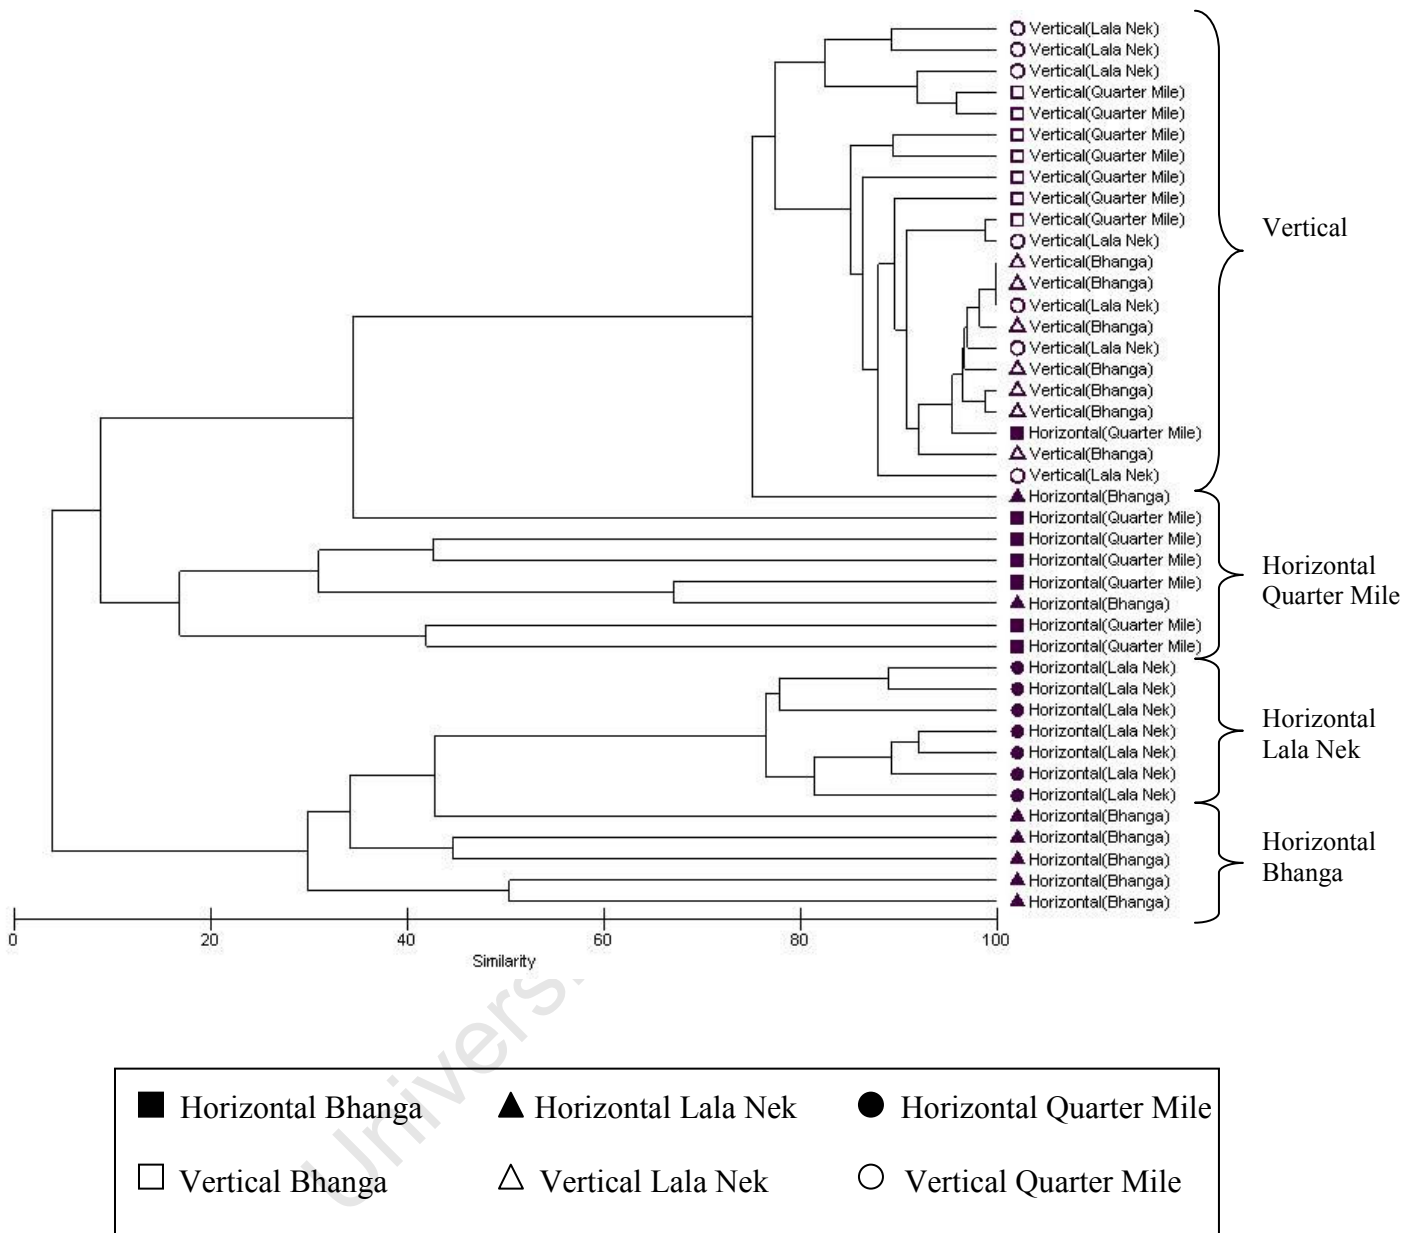 Vertical(Lala Nek)
Vertical(Lala Nek)
Vertical(Lala Nek)
Vertical(Quarter Mile)
Vertical(Quarter Mile)
Vertical(Quarter Mile)
Vertical(Quarter Mile)
Vertical(Quarter Mile)
Vertical(Quarter Mile)
Vertical(Quarter Mile)
Vertical(Lala Nek)
Vertical(Bhanga)
Vertical(Bhanga)
Vertical(Lala Nek)
Vertical(Bhanga)
Vertical(Lala Nek)
Vertical(Bhanga)
Vertical(Bhanga)
Vertical(Bhanga)
Horizontal(Quarter Mile)
Vertical(Bhanga)
Vertical(Lala Nek)
Horizontal(Bhanga)
Horizontal(Quarter Mile)
Horizontal(Quarter Mile)
Horizontal(Quarter Mile)
Horizontal(Quarter Mile)
Horizontal(Bhanga)
Horizontal(Quarter Mile)
Horizontal(Quarter Mile)
Horizontal(Lala Nek)
Horizontal(Lala Nek)
Horizontal(Lala Nek)
Horizontal(Lala Nek)
Horizontal(Lala Nek)
Horizontal(Lala Nek)
Horizontal(Lala Nek)
Horizontal(Bhanga)
Horizontal(Bhanga)
Horizontal(Bhanga)
Horizontal(Bhanga)
Horizontal(Bhanga)
Vertical
Horizontal
Quarter Mile
Horizontal
Lala Nek
Horizontal
Bhanga
0 20 40 60 80 100
Similarity
Univers
Horizontal Bhanga Horizontal Lala Nek Horizontal Quarter Mile
Vertical Bhanga Vertical Lala Nek Vertical Quarter Mile